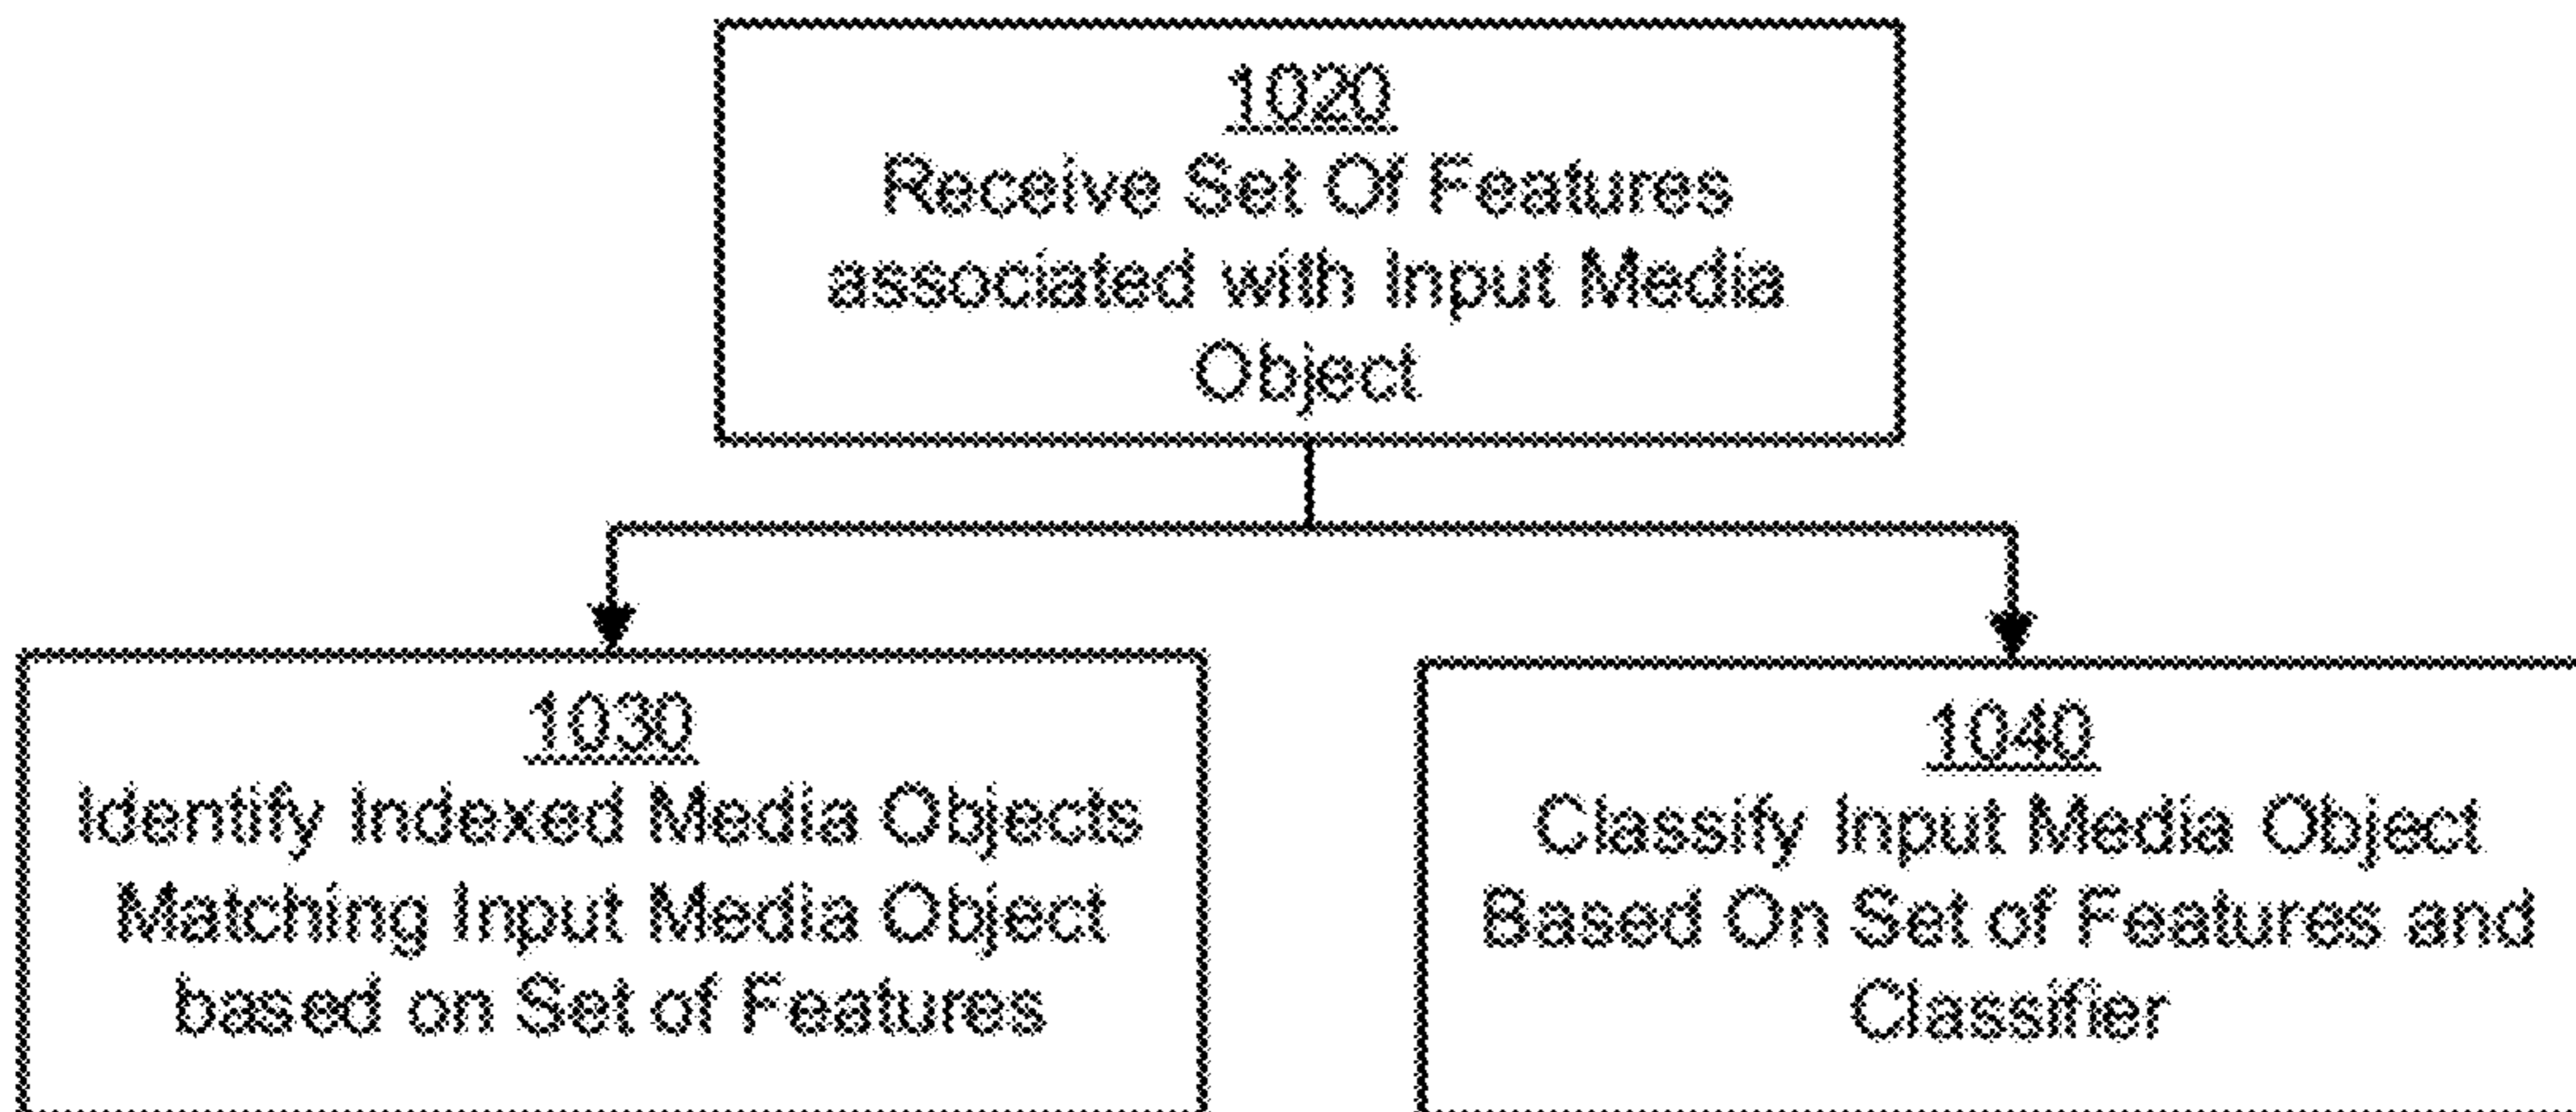 1020
Receive Set Of Features
associated with Input Media
Object
1030
Identify Indexed Media Objects
Matching Input Media Object
based on Set of Features
1040
Classify Input Media Object
Based On Set of Features and
Classifier